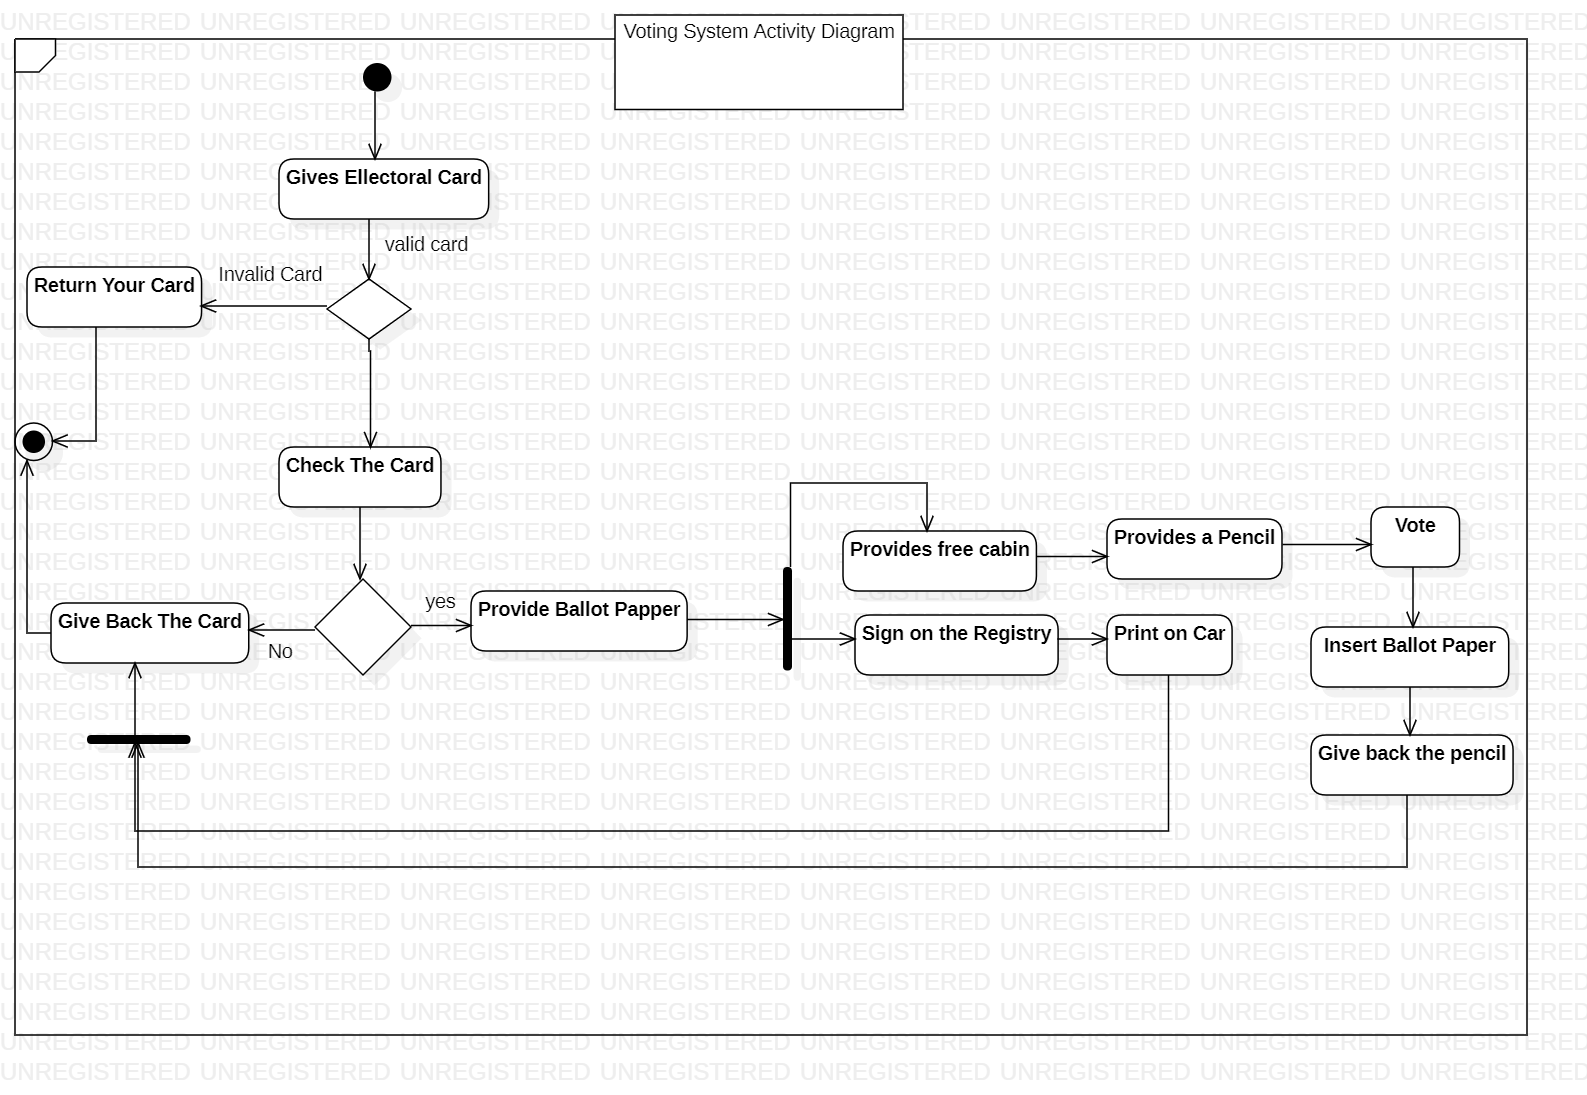 Voting System Activity Diagram
Gives Ellectoral Card
valid card
Invalid Card
Return Your Card
Check The Card
Provides free cabin
Provides a Pencil
Vote
yes
Provide Ballot Papper
Give Back The Card
No
Sign on the Registry
Print on Car
Insert Ballot Paper
Give back the pencil
UNREGISTERED